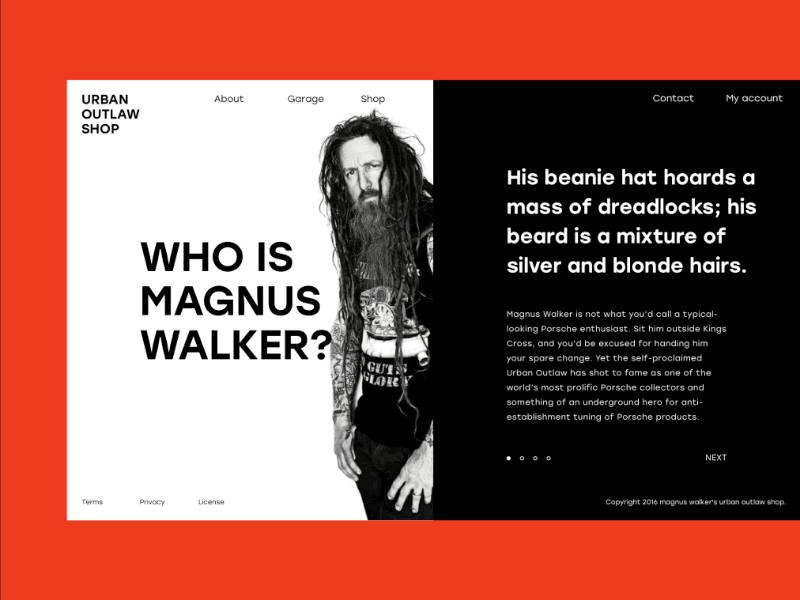 URBAN
OUTLAW
SHOP
About Garage Shop
Contact My account
WHO IS
MAGNUS
WALKER?
GUTS
GLORY
His beanie hat hoards a
mass of dreadlocks; his
beard is a mixture of
silver and blonde hairs.
Magnus Walker is not what you'd call a typical-
looking Porsche enthusiast. Sit him outside Kings
Cross, and you'd be excused for handing him
your spare change. Yet the self-proclaimed
Urban Outlaw has shot to fame as one of the
world's most prolific Porsche collectors and
something of an underground hero for anti-
establishment tuning of Porsche products.
NEXT
Terms Privacy License
Copyright 2016 magnus walker's urban outlaw shop.